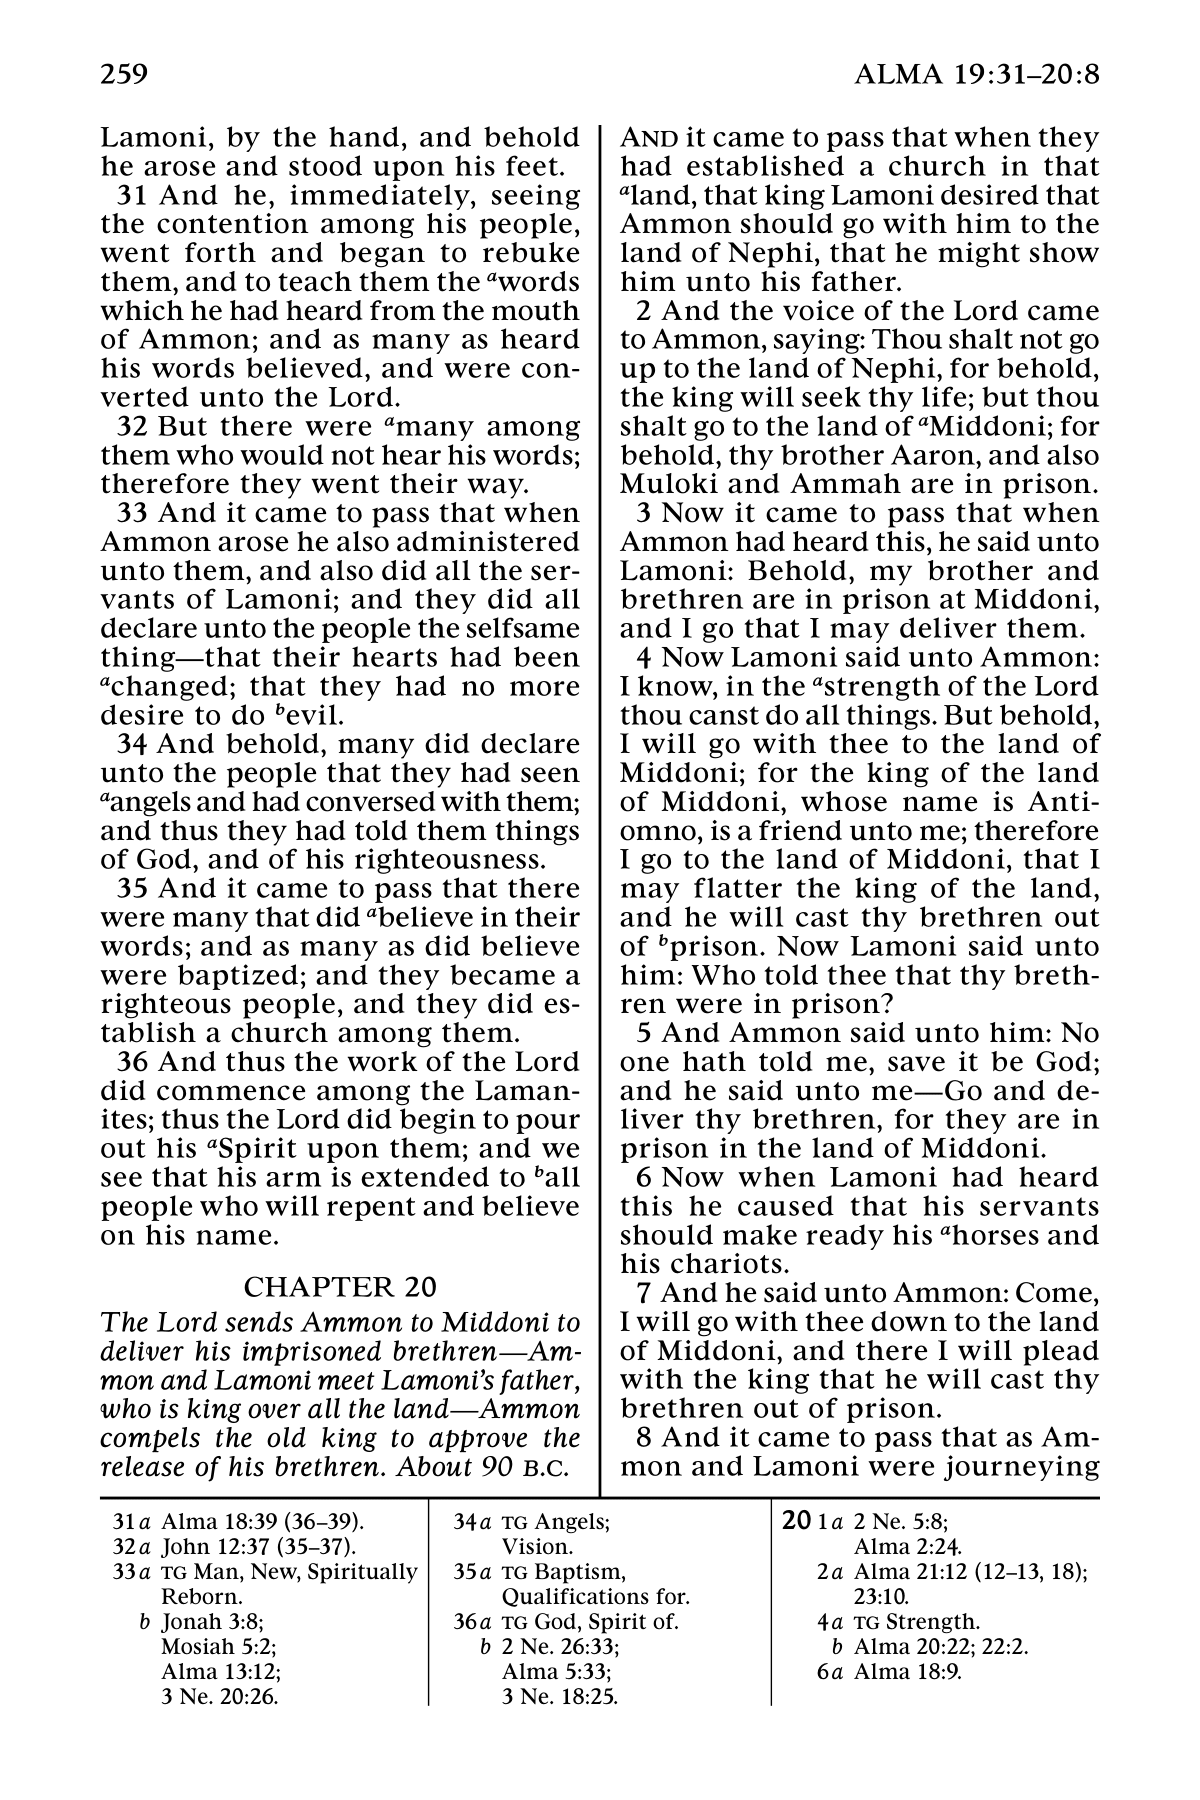 259
ALMA 19:31–20:8
Lamoni, by the hand, and behold
he arose and stood upon his feet.
31 And he, immediately, seeing
the contention among his people,
went forth and began to rebuke
them, and to teach them the awords
which he had heard from the mouth
of Ammon; and as many as heard
his words believed, and were con-
verted unto the Lord.
32 But there were amany among
them who would not hear his words;
therefore they went their way.
33 And it came to pass that when
Ammon arose he also administered
unto them, and also did all the ser-
vants of Lamoni; and they did all
declare unto the people the selfsame
thing—that their hearts had been
achanged; that they had no more
desire to do bevil.
34 And behold, many did declare
unto the people that they had seen
aangels and had conversed with them;
and thus they had told them things
of God, and of his righteousness.
35 And it came to pass that there
were many that did abelieve in their
words; and as many as did believe
were baptized; and they became a
righteous people, and they did es-
tablish a church among them.
36 And thus the work of the Lord
did commence among the Laman-
ites; thus the Lord did begin to pour
out his aSpirit upon them; and we
see that his arm is extended to ball
people who will repent and believe
on his name.
CHAPTER 20
The Lord sends Ammon to Middoni to
deliver his imprisoned brethren—Am-
mon and Lamoni meet Lamoni's father,
who is king over all the land—Ammon
compels the old king to approve the
release of his brethren. About 90 B.C.
AND it came to pass that when they
had established a church in that
aland, that king Lamoni desired that
Ammon should go with him to the
land of Nephi, that he might show
him unto his father.
2 And the voice of the Lord came
to Ammon, saying: Thou shalt not go
up to the land of Nephi, for behold,
the king will seek thy life; but thou
shalt go to the land of aMiddoni; for
behold, thy brother Aaron, and also
Muloki and Ammah are in prison.
3 Now it came to pass that when
Ammon had heard this, he said unto
Lamoni: Behold, my brother and
brethren are in prison at Middoni,
and I go that I may deliver them.
4 Now Lamoni said unto Ammon:
I know, in the astrength of the Lord
thou canst do all things. But behold,
I will go with thee to the land of
Middoni; for the king of the land
of Middoni, whose name is Anti-
omno, is a friend unto me; therefore
I go to the land of Middoni, that I
may flatter the king of the land,
and he will cast thy brethren out
of bprison. Now Lamoni said unto
him: Who told thee that thy breth-
ren were in prison?
5 And Ammon said unto him: No
one hath told me, save it be God;
and he said unto me—Go and de-
liver thy brethren, for they are in
prison in the land of Middoni.
6 Now when Lamoni had heard
this he caused that his servants
should make ready his ahorses and
his chariots.
7 And he said unto Ammon: Come,
I will go with thee down to the land
of Middoni, and there I will plead
with the king that he will cast thy
brethren out of prison.
8 And it came to pass that as Am-
mon and Lamoni were journeying
31a Alma 18:39 (36–39).
32a John 12:37 (35–37).
33a TG Man, New, Spiritually
Reborn.
b Jonah 3:8;
Mosiah 5:2;
Alma 13:12;
3 Ne. 20:26.
34a TG Angels;
Vision.
35a TG Baptism,
Qualifications for.
36a TG God, Spirit of.
b 2 Ne. 26:33;
Alma 5:33;
3 Ne. 18:25.
20 1a 2 Ne. 5:8;
Alma 2:24.
2a Alma 21:12 (12–13, 18);
23:10.
4a TG Strength.
b Alma 20:22; 22:2.
6a Alma 18:9.